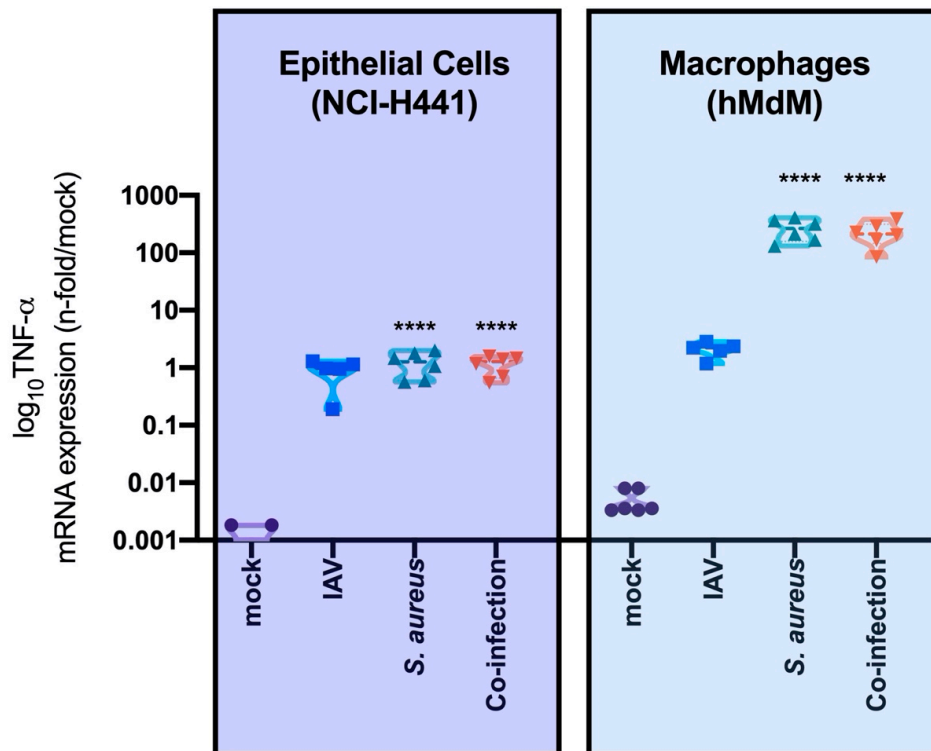 Epithelial Cells
(NCI-H441)
Macrophages
(hMdM)
log₁₀TNF-α
mRNA expression (n-fold/mock)
1000
100
10
1
0.1
0.01
0.001
**** ****
**** ****
mock
IAV
S. aureus
Co-infection
mock
IAV
S. aureus
Co-infection